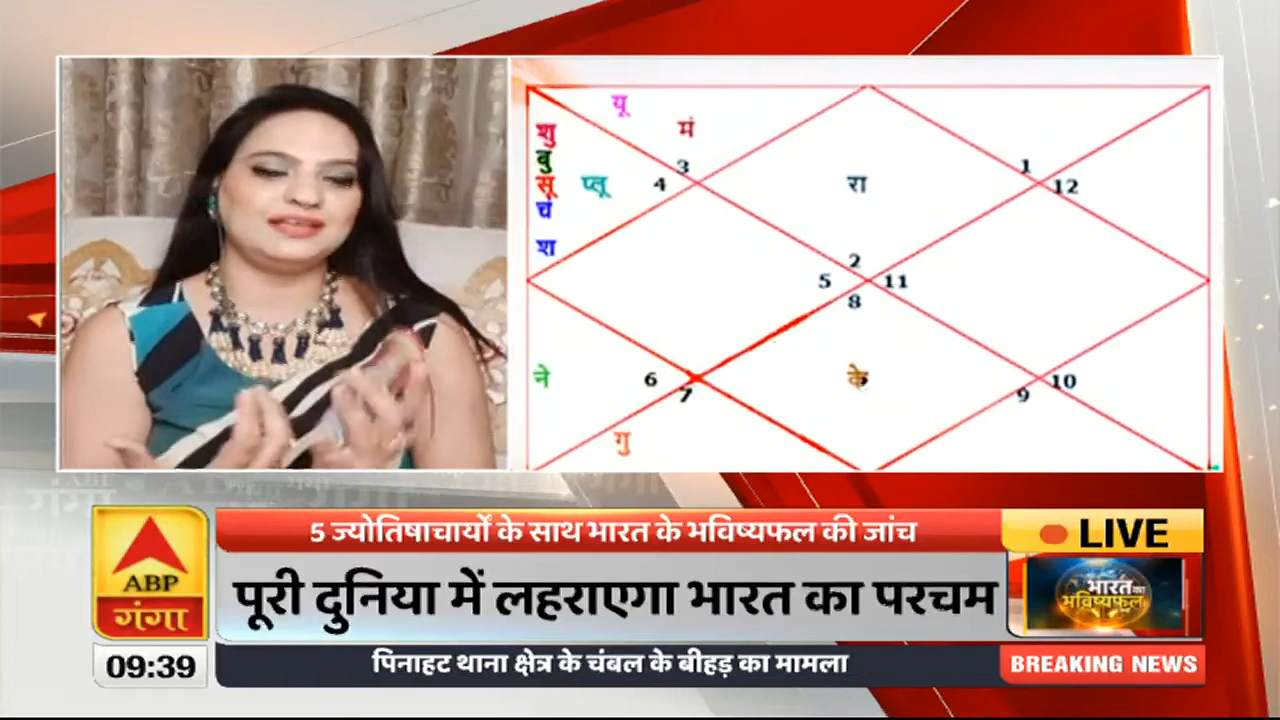 यू
मं
शु
बु
सू
प्लू
चं
श
3
4
रा
1
12
2
5
11
8
ने
6
7
के
10
9
गु
5 ज्योतिषाचार्यों के साथ भारत के भविष्यफल की जांच
LIVE
ABP
गंगा
पूरी दुनिया में लहराएगा भारत का परचम
भारत का
भविष्यफल
09:39
पिनाहट थाना क्षेत्र के चंबल के बीहड़ का मामला
BREAKING NEWS